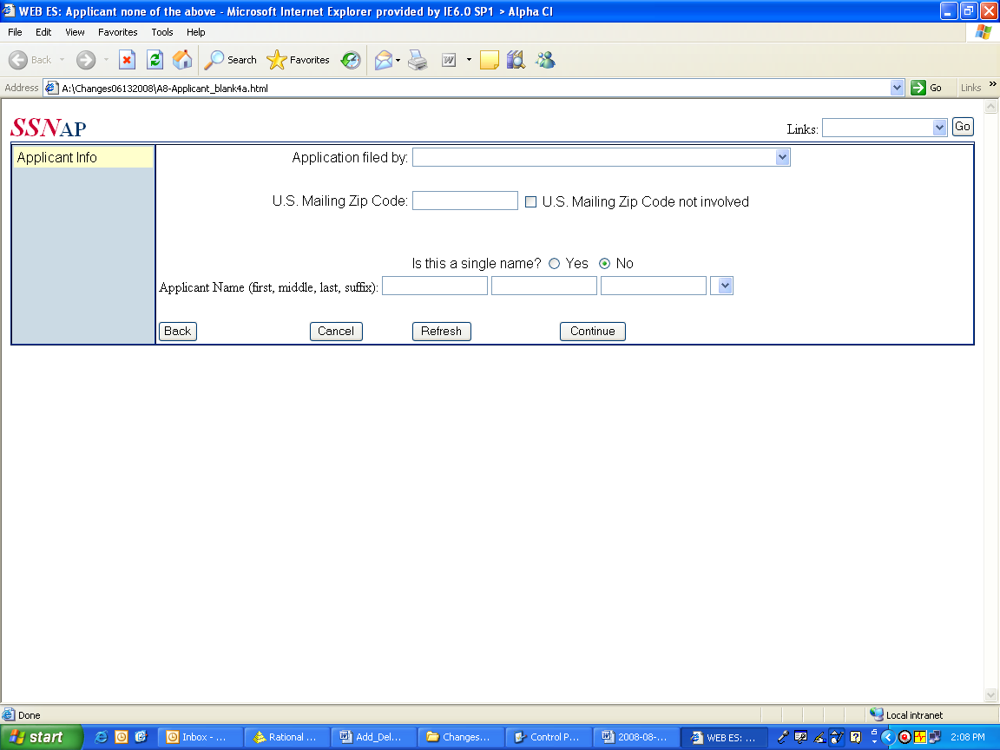 WEB ES: Applicant none of the above - Microsoft Internet Explorer provided by IE6.0 SP1 > Alpha CI
File Edit View Favorites Tools Help
Back Search Favorites
Address A:\Changes06132008\A8-Applicant_blank4a.html Go Links »
SSNAP
Links: Go
Applicant Info
Application filed by:
U.S. Mailing Zip Code: U.S. Mailing Zip Code not involved
Is this a single name? Yes No
Applicant Name (first, middle, last, suffix):
Back Cancel Refresh Continue
Done Local intranet
start Inbox - ... Rational ... Add_Del... Changes... Control P... 2008-08-... WEB ES: ... 2:08 PM